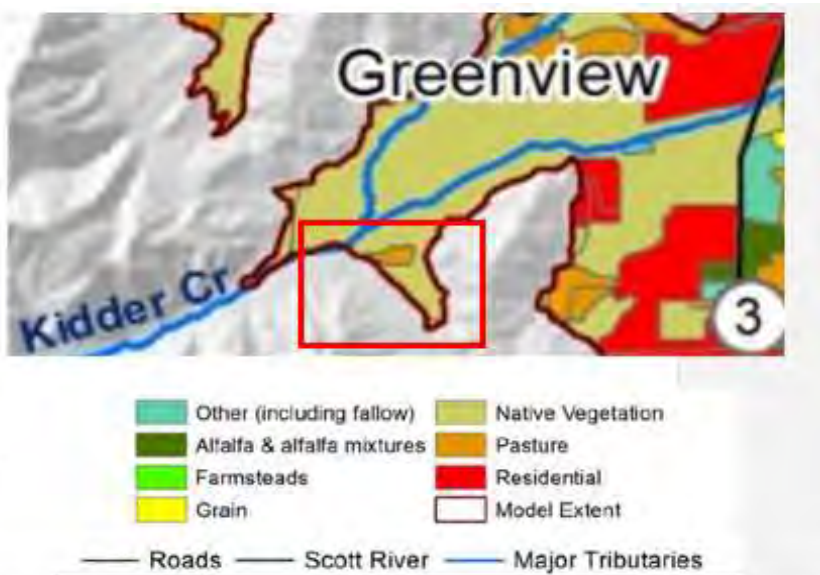 Greenview
Kidder Cr
3
Other (including fallow) Native Vegetation
Alfalfa & alfalfa mixtures Pasture
Farmsteads Residential
Grain Model Extent
Roads Scott River Major Tributaries